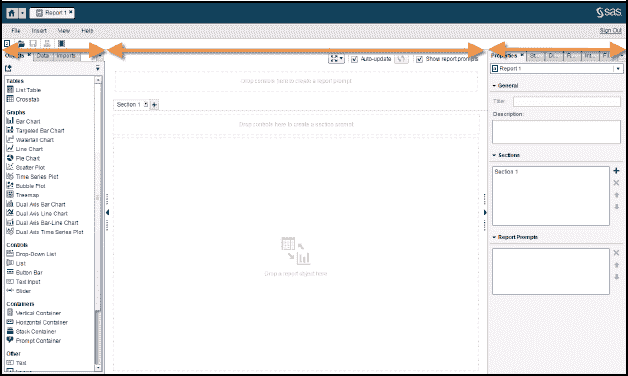 Report 1
sas
File Insert View Help
Sign Out
Objects Data Imports
Auto-update
Show report prompts
Properties
Report 1
Tables
List Table
Crosstab
Graphs
Bar Chart
Targeted Bar Chart
Waterfall Chart
Line Chart
Pie Chart
Scatter Plot
Time Series Plot
Bubble Plot
Treemap
Dual Axis Bar Chart
Dual Axis Line Chart
Dual Axis Bar-Line Chart
Dual Axis Time Series Plot
Controls
Drop-Down List
List
Button Bar
Text Input
Slider
Containers
Vertical Container
Horizontal Container
Stack Container
Prompt Container
Other
Text
Drop controls here to create a report prompt.
Section 1
Drop controls here to create a section prompt.
Drop a report object here.
General
Title:
Description:
Sections
Section 1
Report Prompts